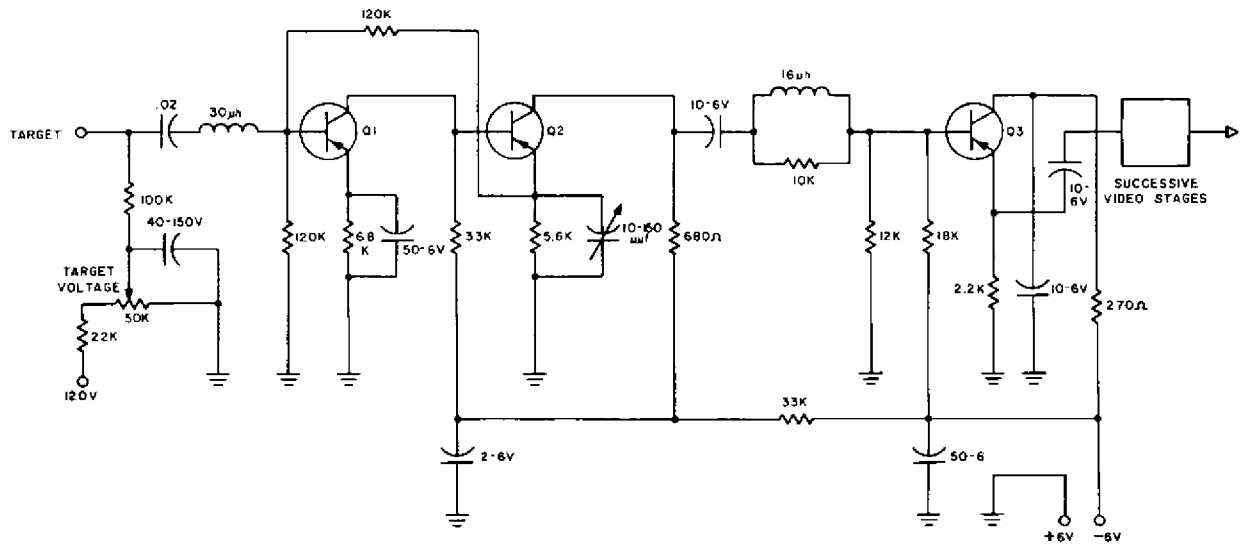 120K
16µh
.02
30µh
10-6V
TARGET
Q1
Q2
Q3
10K
100K
10-
6V
SUCCESSIVE
VIDEO STAGES
40-150V
120K
6.8
K
50-6V
33K
5.6K
10-150
µµf
680Ω
12K
18K
TARGET
VOLTAGE
50K
2.2K
10-6V
270Ω
22K
120V
33K
2-6V
50-6
+6V
-6V